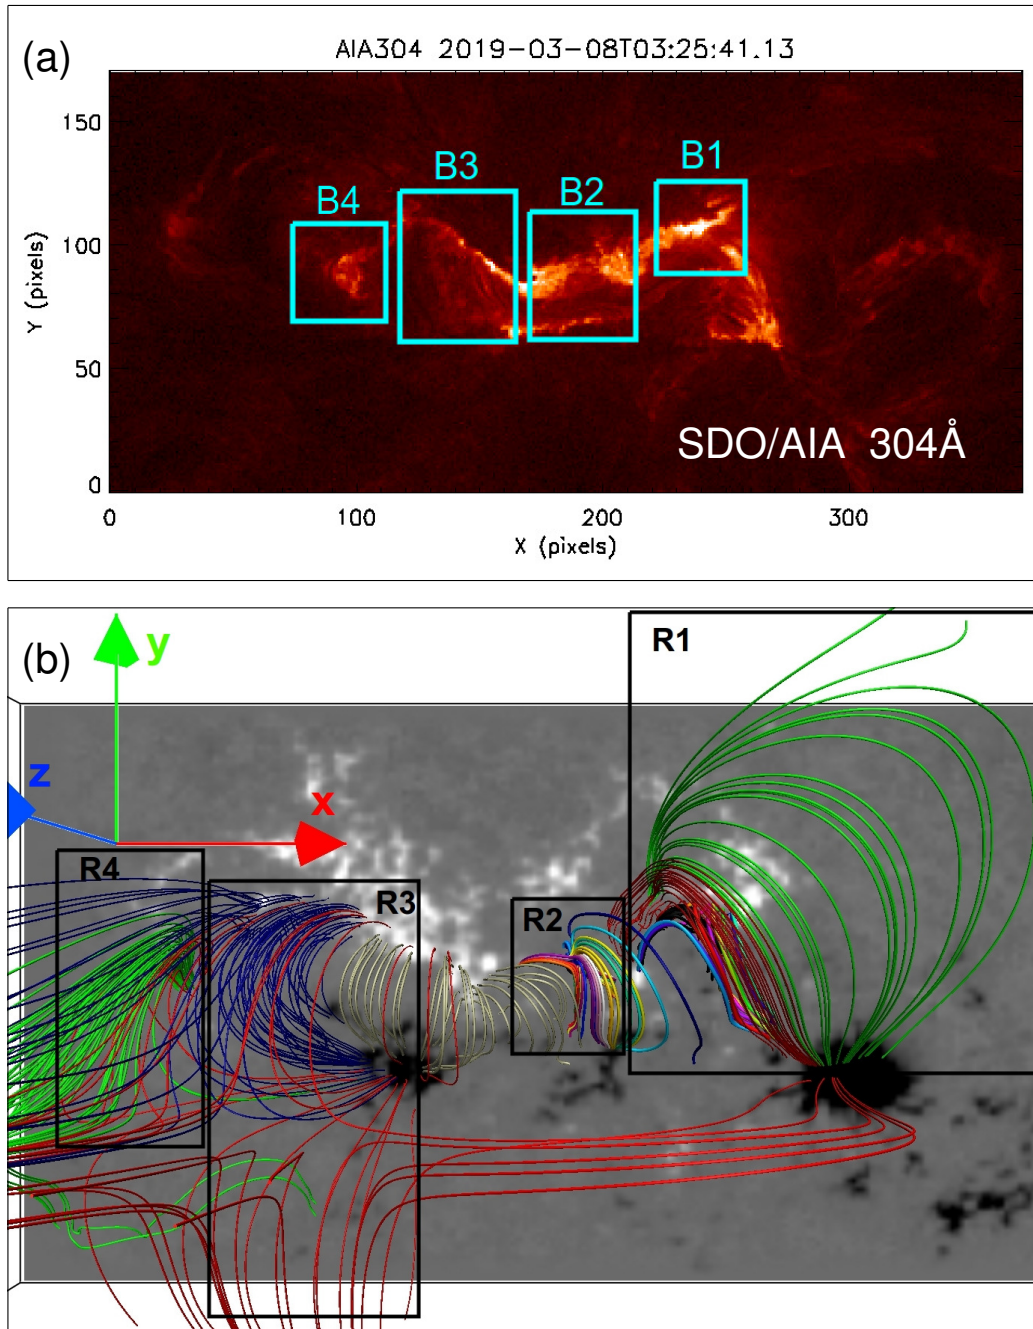 (a)
AIA304 2019-03-08T03:25:41.13
B1
B3
B2
B4
150
100
50
0
Y (pixels)
SDO/AIA 304Å
0 100 200 300
X (pixels)
(b)
y
R1
z
x
R4
R3
R2